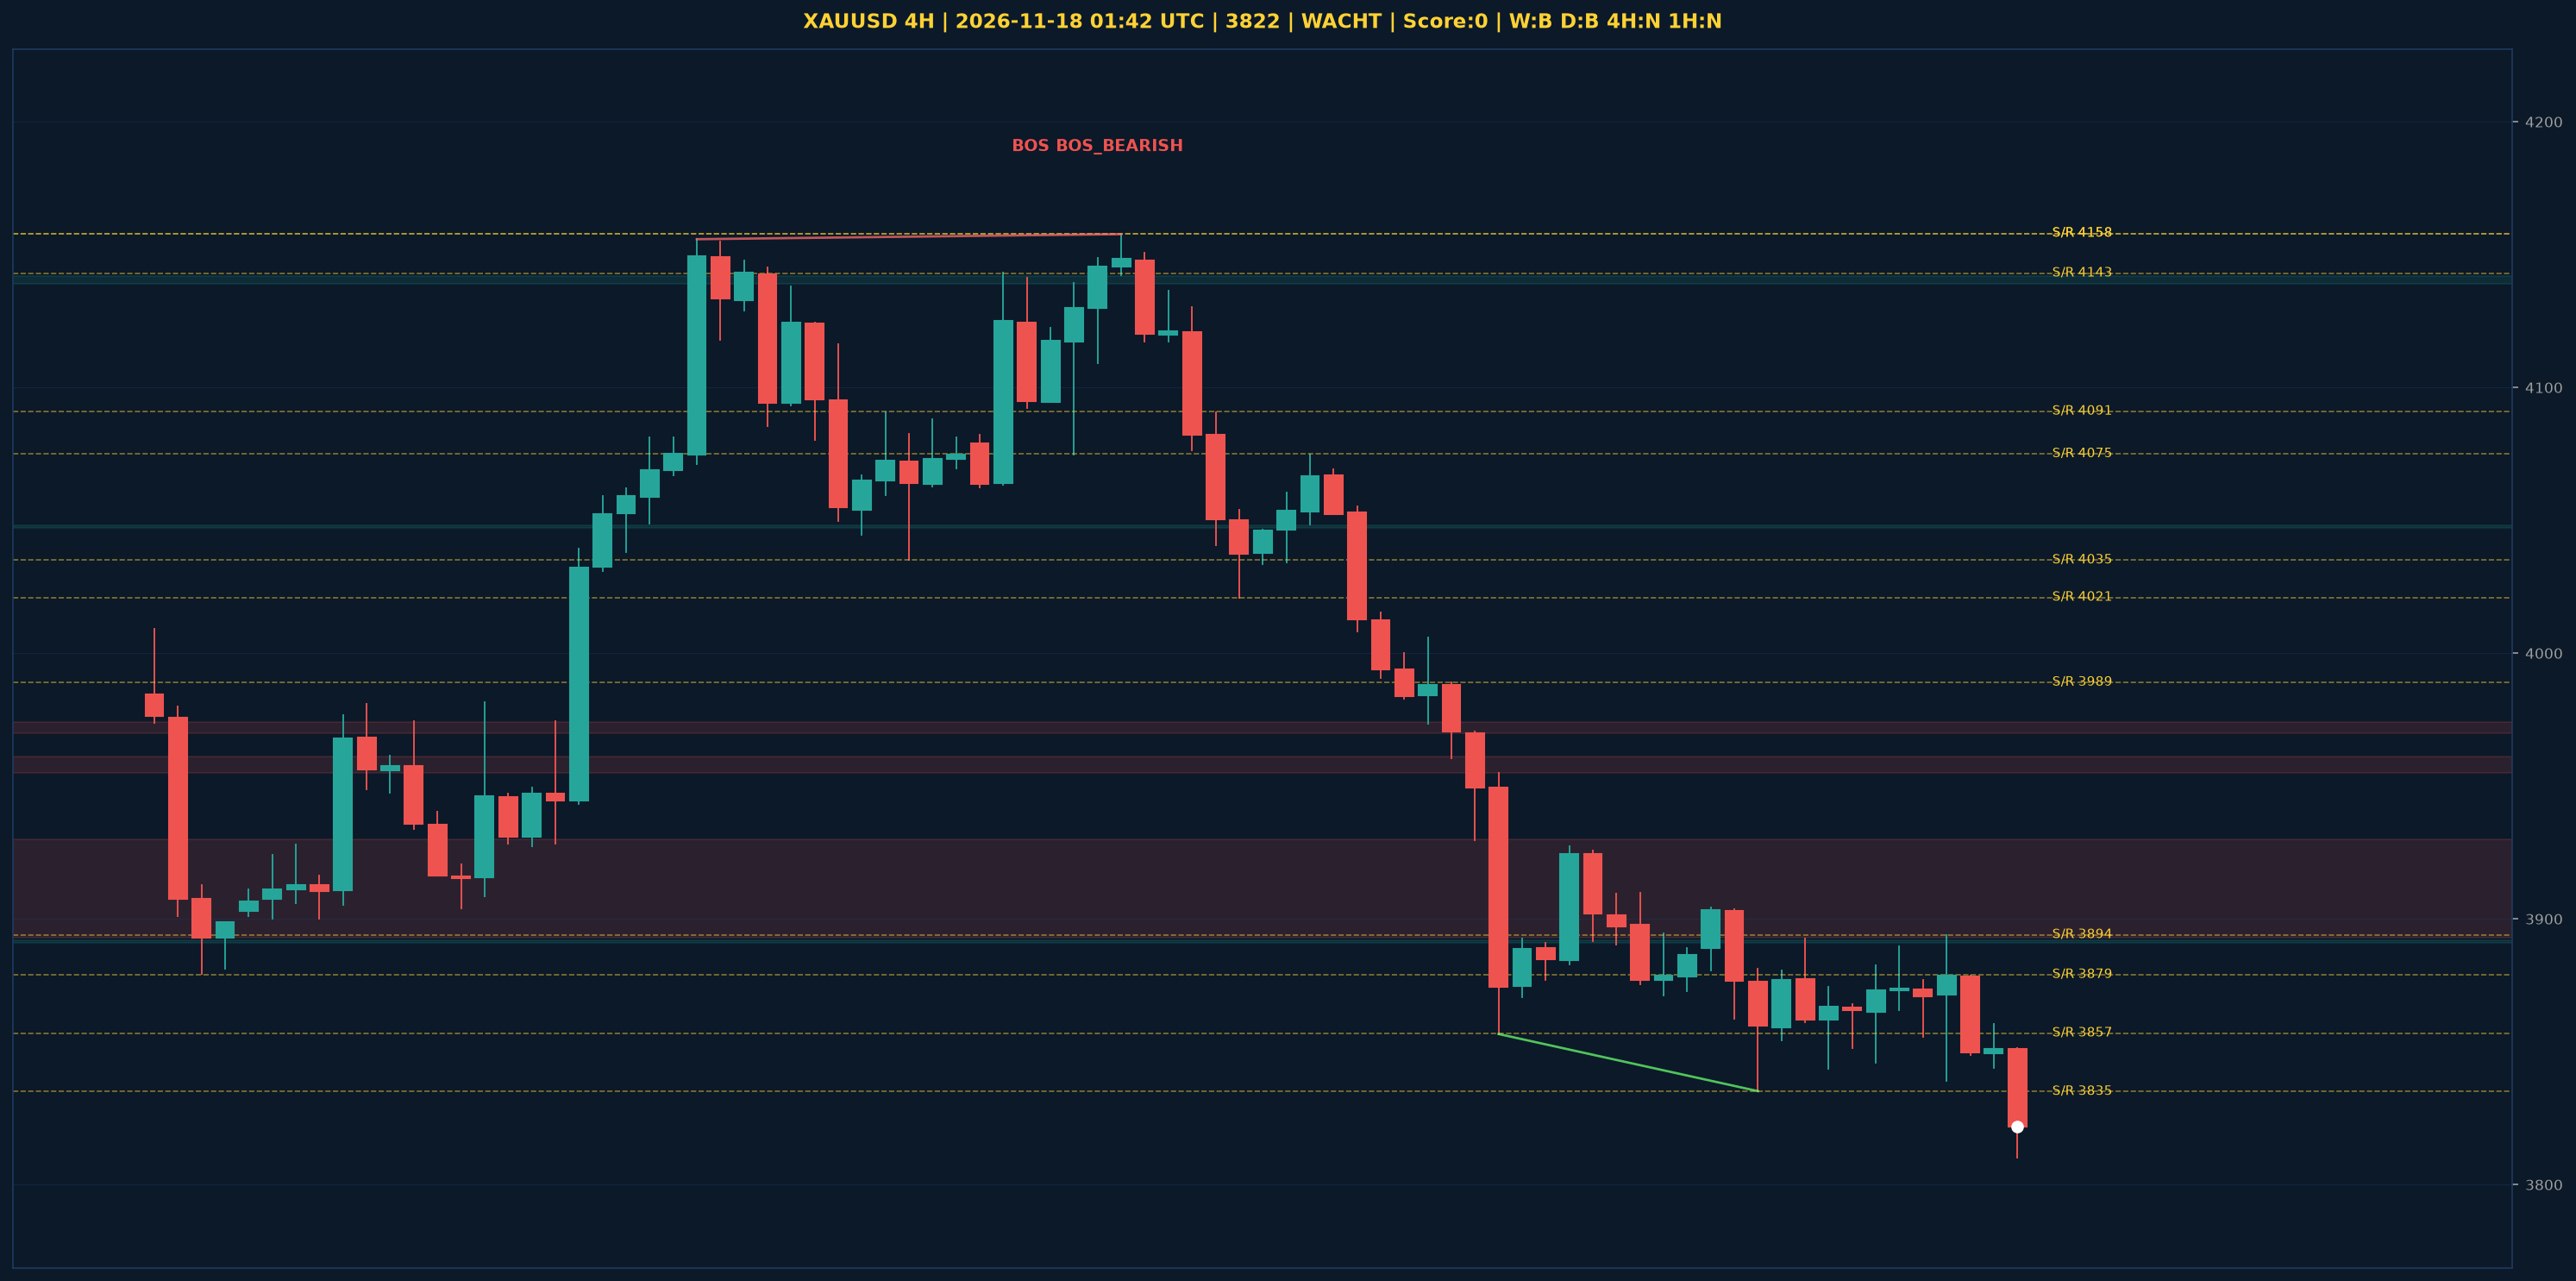 XAUUSD 4H | 2026-11-18 01:42 UTC | 3822 | WACHT | Score:0 | W:B D:B 4H:N 1H:N
4200
BOS BOS_BEARISH
S/R 4158
S/R 4143
4100
S/R 4091
S/R 4075
S/R 4035
S/R 4021
4000
S/R 3989
3900
S/R 3894
S/R 3879
S/R 3857
S/R 3835
3800